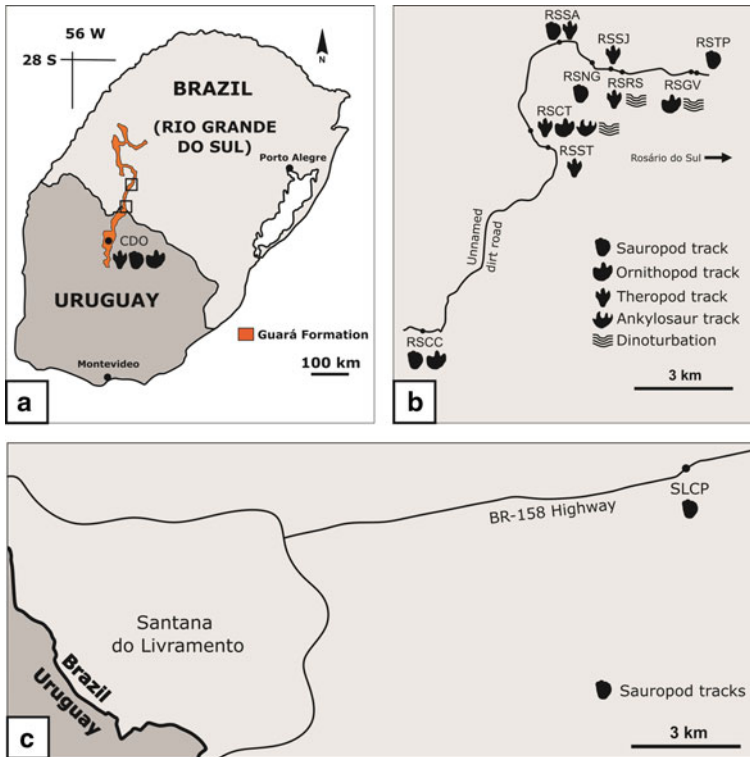 56 W
28 S
N
BRAZIL
(RIO GRANDE
DO SUL)
Porto Alegre
CDO
URUGUAY
Guará Formation
Montevideo
100 km
a
RSSA
RSSJ
RSTP
RSNG
RSRS
RSGV
RSCT
RSST
Rosário do Sul
Unnamed
dirt road
Sauropod track
Ornithopod track
Theropod track
Ankylosaur track
Dinoturbation
RSCC
3 km
b
SLCP
BR-158 Highway
Santana
do Livramento
Brazil
Uruguay
Sauropod tracks
3 km
c